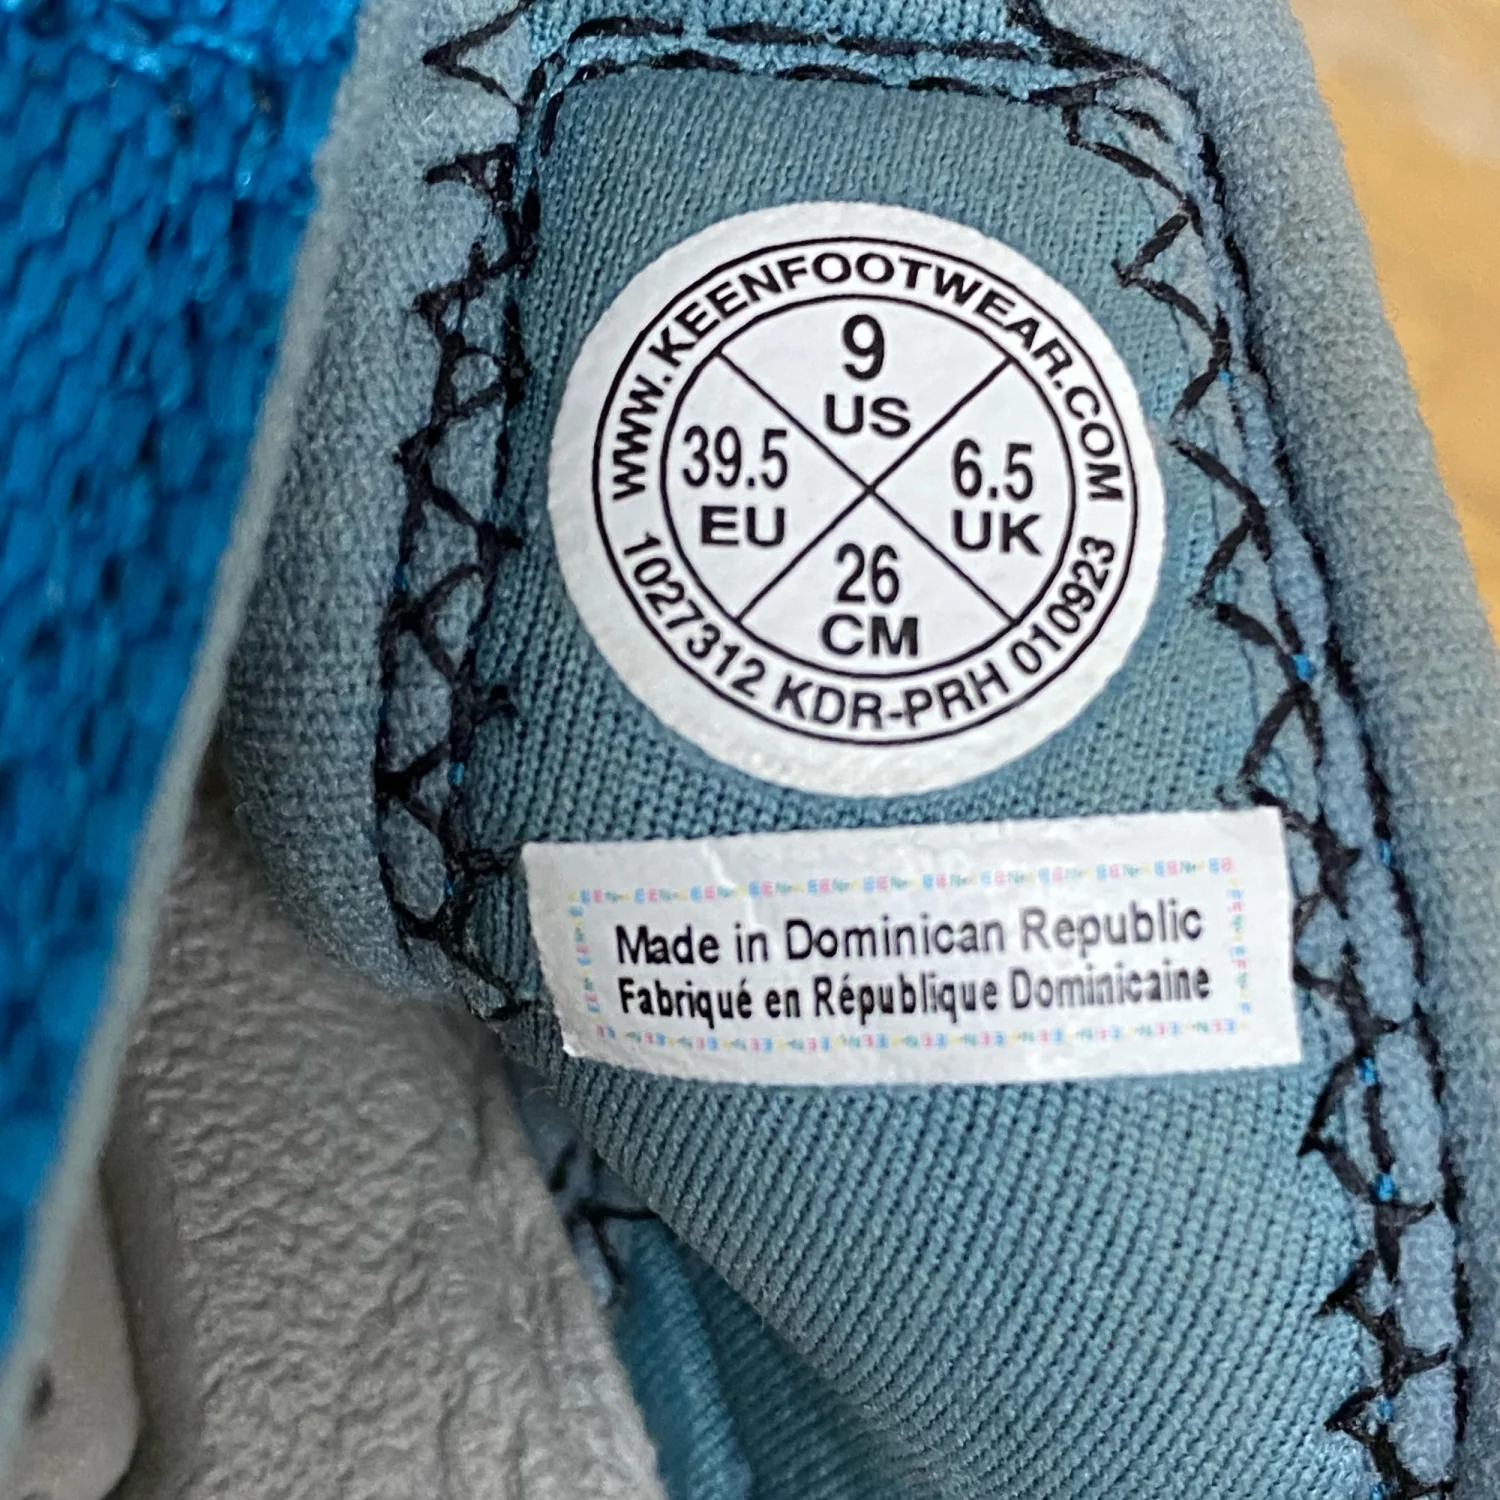 WWW.KEENFOOTWEAR.COM
9
US
39.5
EU
6.5
UK
26
CM
1027312 KDR-PRH 010923
Made in Dominican Republic
Fabriqué en République Dominicaine